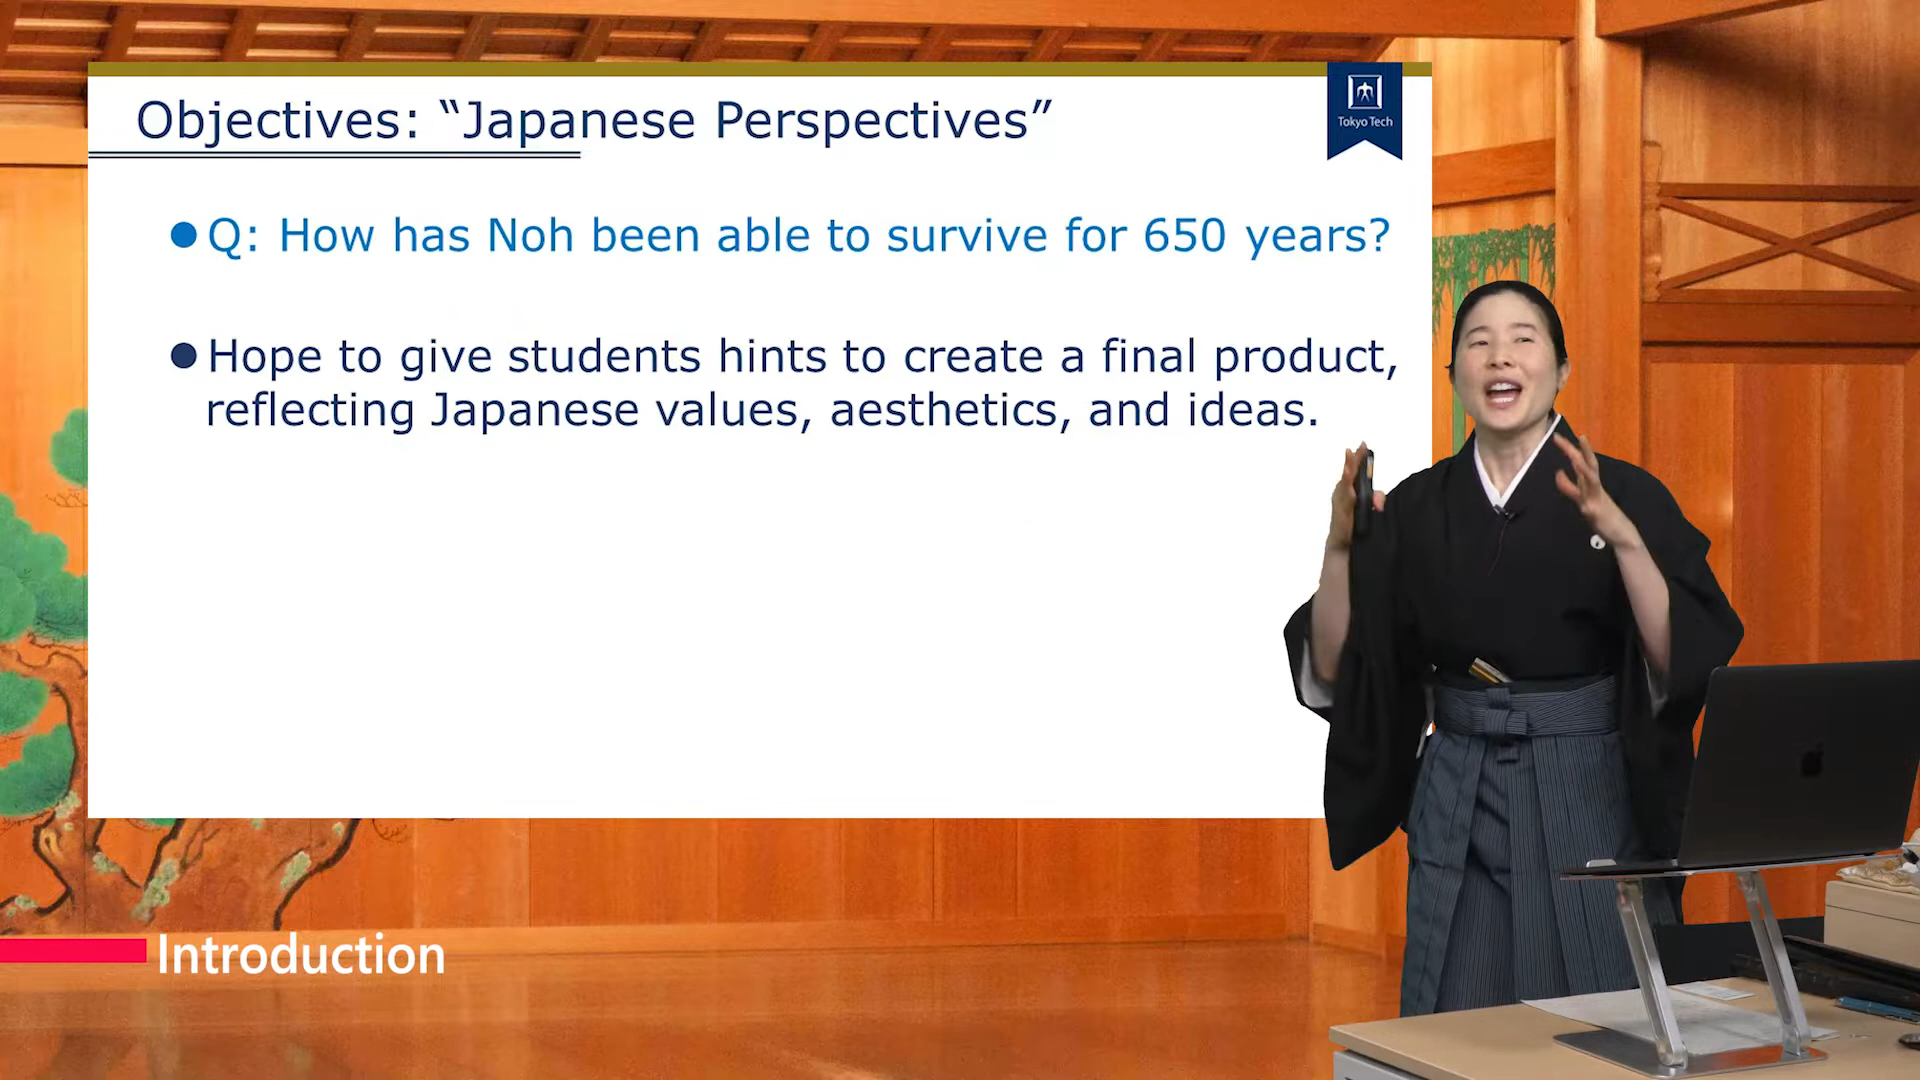 Objectives: “Japanese Perspectives”
Tokyo Tech
Q: How has Noh been able to survive for 650 years?
Hope to give students hints to create a final product,
reflecting Japanese values, aesthetics, and ideas.
Introduction